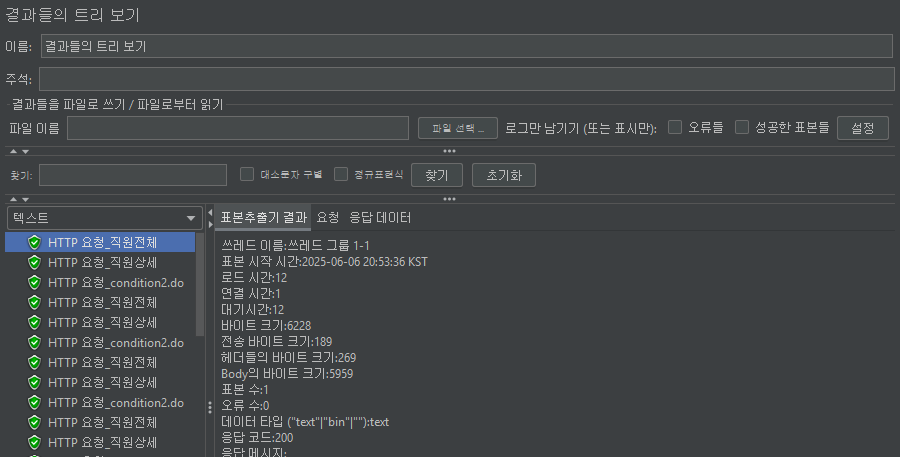 결과들의 트리 보기
이름: 결과들의 트리 보기
주석:
결과들을 파일로 쓰기 / 파일로부터 읽기
파일 이름 파일 선택 ... 로그만 남기기 (또는 표시만): 오류들 성공한 표본들 설정
찾기: 대소문자 구별 정규표현식 찾기 초기화
텍스트
HTTP 요청_직원전체
HTTP 요청_직원상세
HTTP 요청_condition2.do
HTTP 요청_직원전체
HTTP 요청_직원상세
HTTP 요청_condition2.do
HTTP 요청_직원전체
HTTP 요청_직원상세
HTTP 요청_condition2.do
HTTP 요청_직원전체
HTTP 요청_직원상세
표본추출기 결과 요청 응답 데이터
쓰레드 이름:쓰레드 그룹 1-1
표본 시작 시간:2025-06-06 20:53:36 KST
로드 시간:12
연결 시간:1
대기시간:12
바이트 크기:6228
전송 바이트 크기:189
헤더들의 바이트 크기:269
Body의 바이트 크기:5959
표본 수:1
오류 수:0
데이터 타입 ("text"|"bin"|""):text
응답 코드:200
응답 메시지: